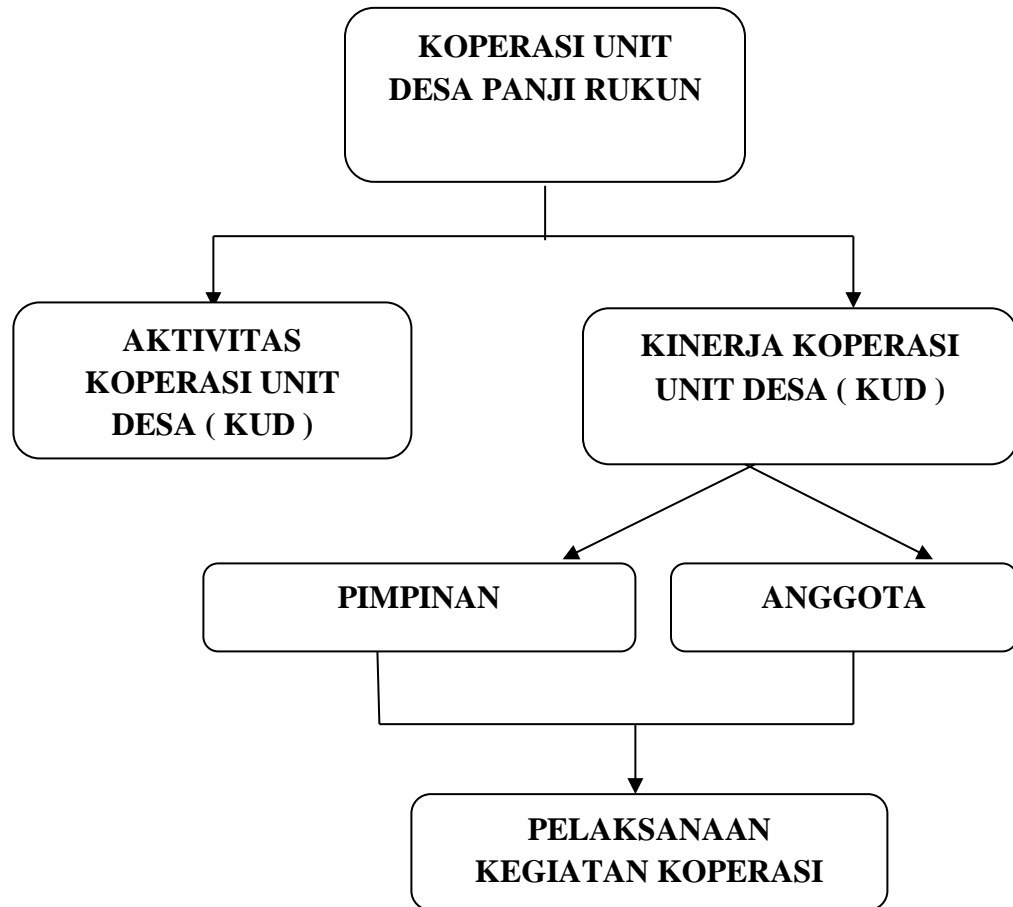 KOPERASI UNIT
DESA PANJI RUKUN
AKTIVITAS
KOPERASI UNIT
DESA ( KUD )
KINERJA KOPERASI
UNIT DESA ( KUD )
PIMPINAN
ANGGOTA
PELAKSANAAN
KEGIATAN KOPERASI